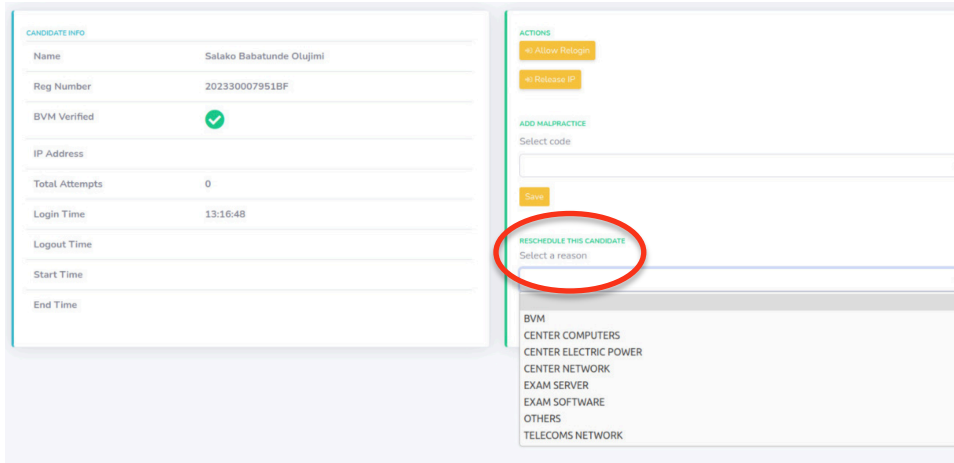 CANDIDATE INFO
Name Salako Babatunde Olujimi
Reg Number 202330007951BF
BVM Verified
IP Address
Total Attempts 0
Login Time 13:16:48
Logout Time
Start Time
End Time
ACTIONS
Allow Relogin
Release IP
ADD MALPRACTICE
Select code
Save
RESCHEDULE THIS CANDIDATE
Select a reason
BVM
CENTER COMPUTERS
CENTER ELECTRIC POWER
CENTER NETWORK
EXAM SERVER
EXAM SOFTWARE
OTHERS
TELECOMS NETWORK